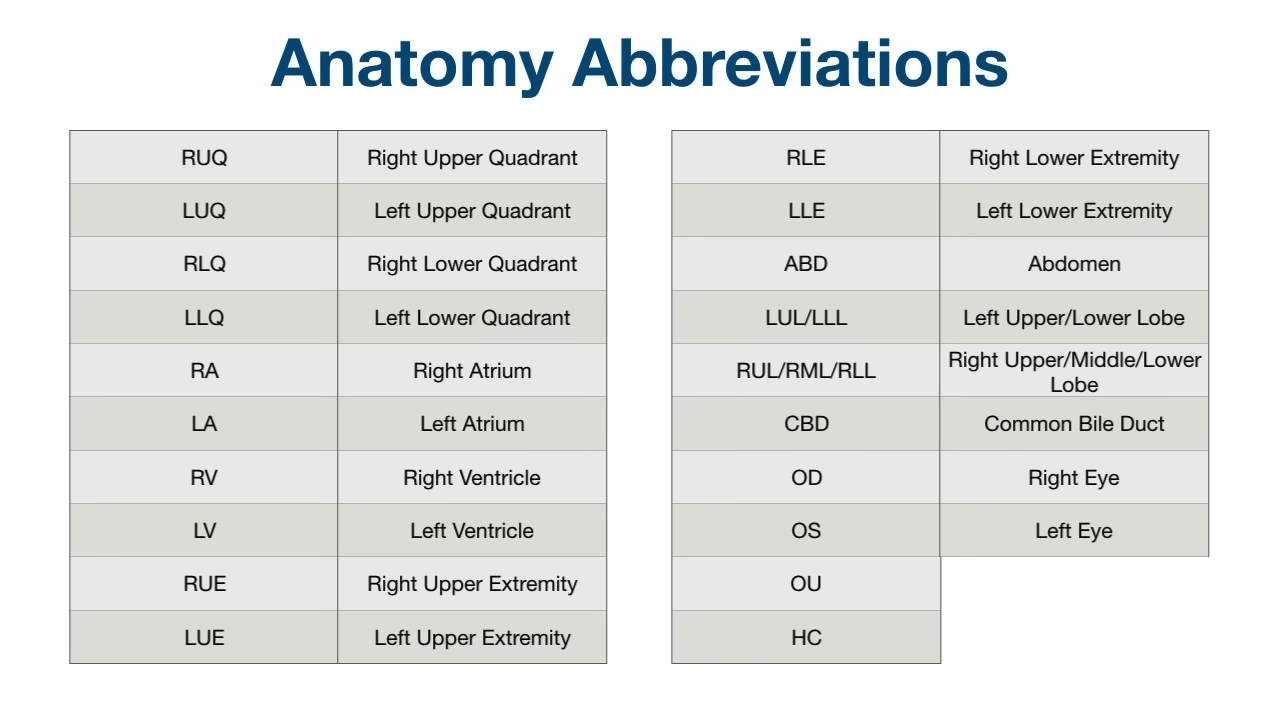 Anatomy Abbreviations
RUQ Right Upper Quadrant
LUQ Left Upper Quadrant
RLQ Right Lower Quadrant
LLQ Left Lower Quadrant
RA Right Atrium
LA Left Atrium
RV Right Ventricle
LV Left Ventricle
RUE Right Upper Extremity
LUE Left Upper Extremity
RLE Right Lower Extremity
LLE Left Lower Extremity
ABD Abdomen
LUL/LLL Left Upper/Lower Lobe
RUL/RML/RLL Right Upper/Middle/Lower
Lobe
CBD Common Bile Duct
OD Right Eye
OS Left Eye
OU
HC